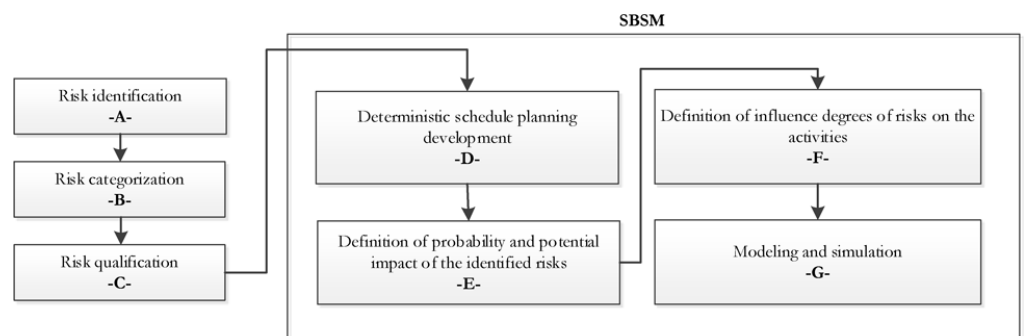 SBSM
Risk identification
-A-
Risk categorization
-B-
Risk qualification
-C-
Deterministic schedule planning
development
-D-
Definition of probability and potential
impact of the identified risks
-E-
Definition of influence degrees of risks on the
activities
-F-
Modeling and simulation
-G-